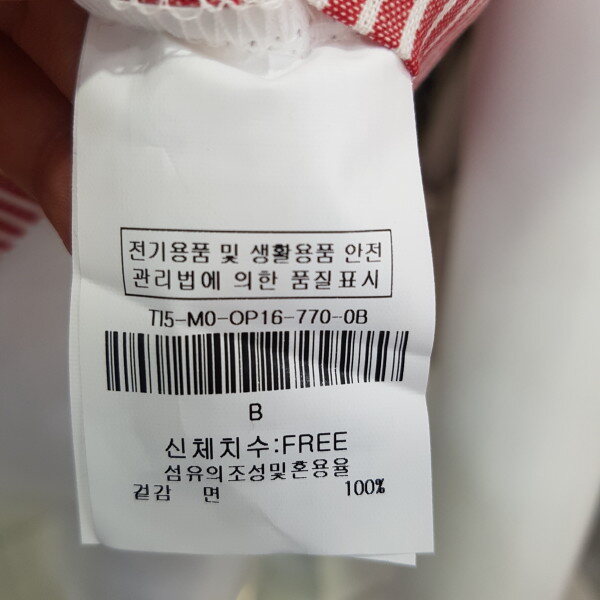 전기용품 및 생활용품 안전
관리법에 의한 품질표시
TI5-M0-OP16-770-0B
B
신체치수:FREE
섬유의조성및혼용율
겉감 면 100%